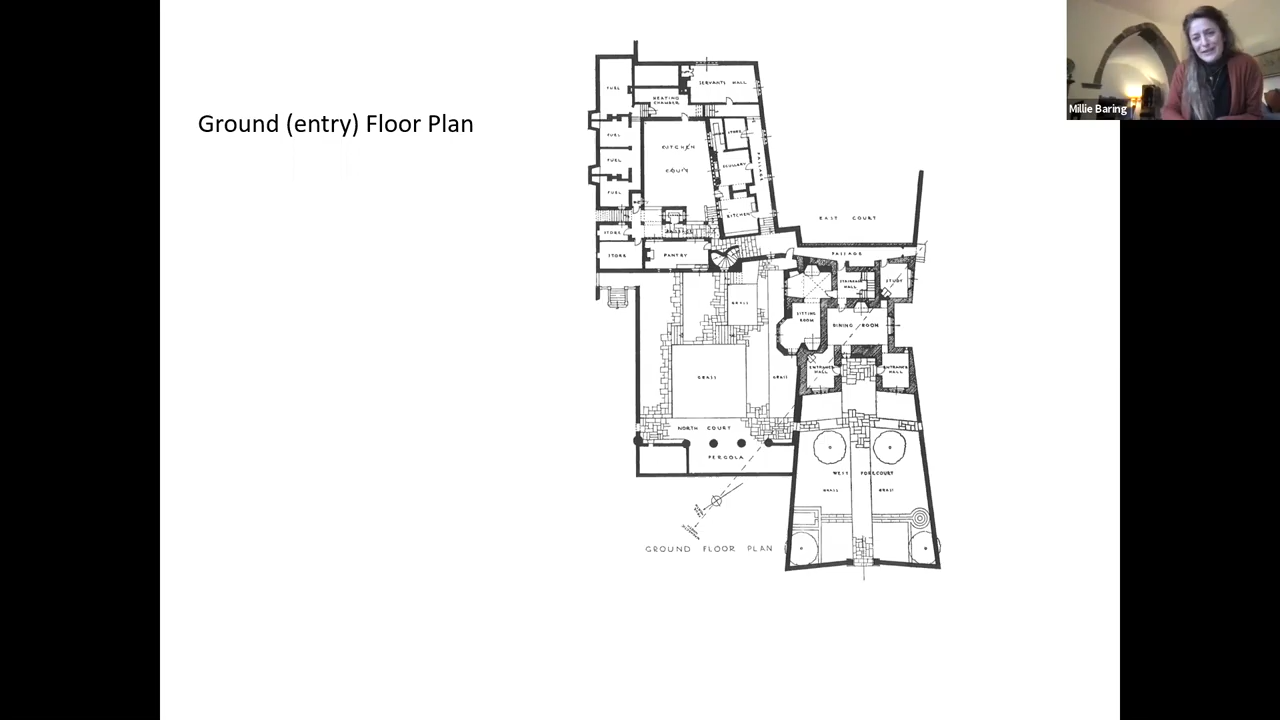 Ground (entry) Floor Plan
Millie Baring
SERVANTS HALL
FUEL
HEATING
CHAMBER
FUEL
STORE
KITCHEN
COURT
FUEL
SCULLERY
PASSAGE
FUEL
KITCHEN
EAST COURT
STORE
PASSAGE
STORE
PANTRY
PASSAGE
STAIRCASE
HALL
STUDY
GRASS
SITTING
ROOM
DINING ROOM
ENTRANCE
HALL
ENTRANCE
HALL
GRASS
GRASS
NORTH COURT
PERGOLA
WEST FORECOURT
GRASS
GRASS
GROUND FLOOR PLAN